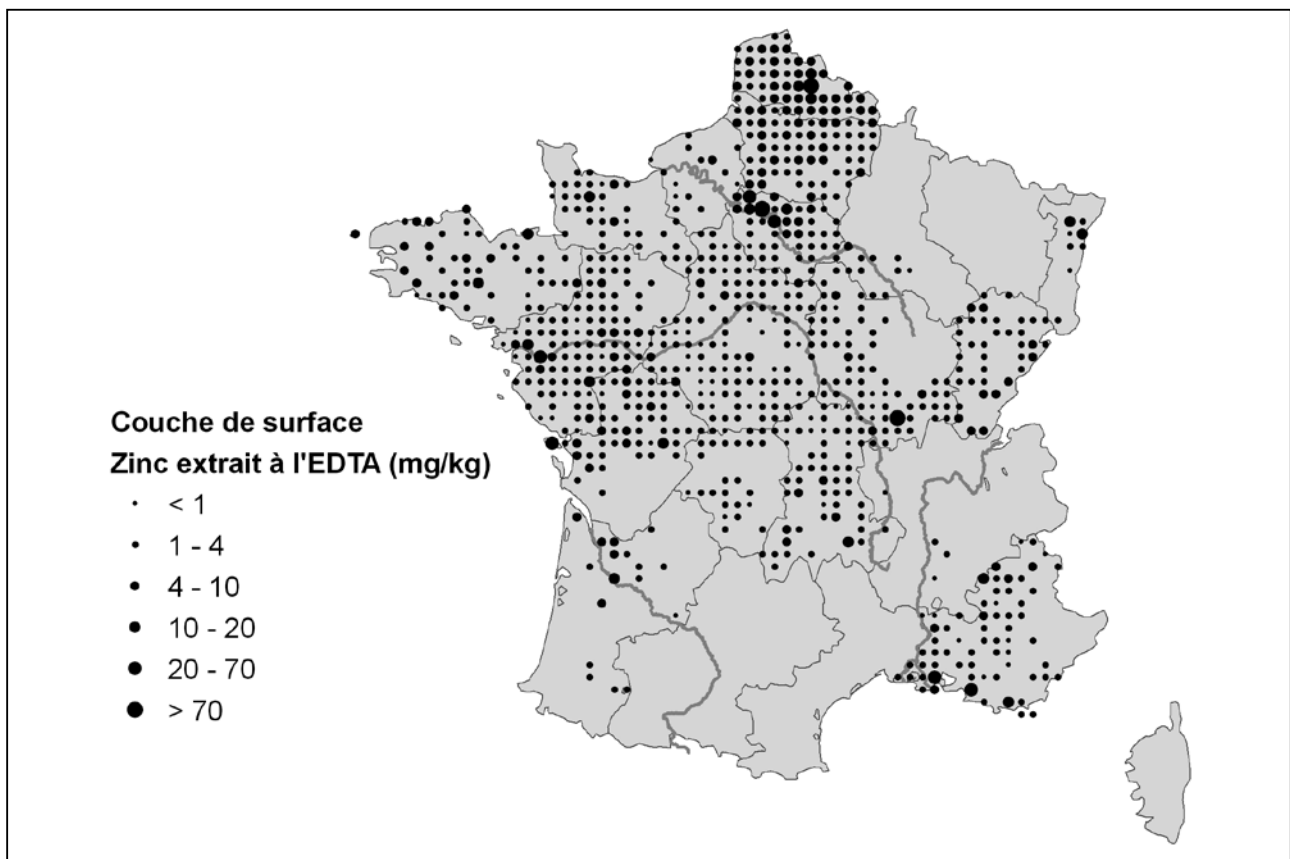 Couche de surface
Zinc extrait à l'EDTA (mg/kg)
< 1
1 - 4
4 - 10
10 - 20
20 - 70
> 70